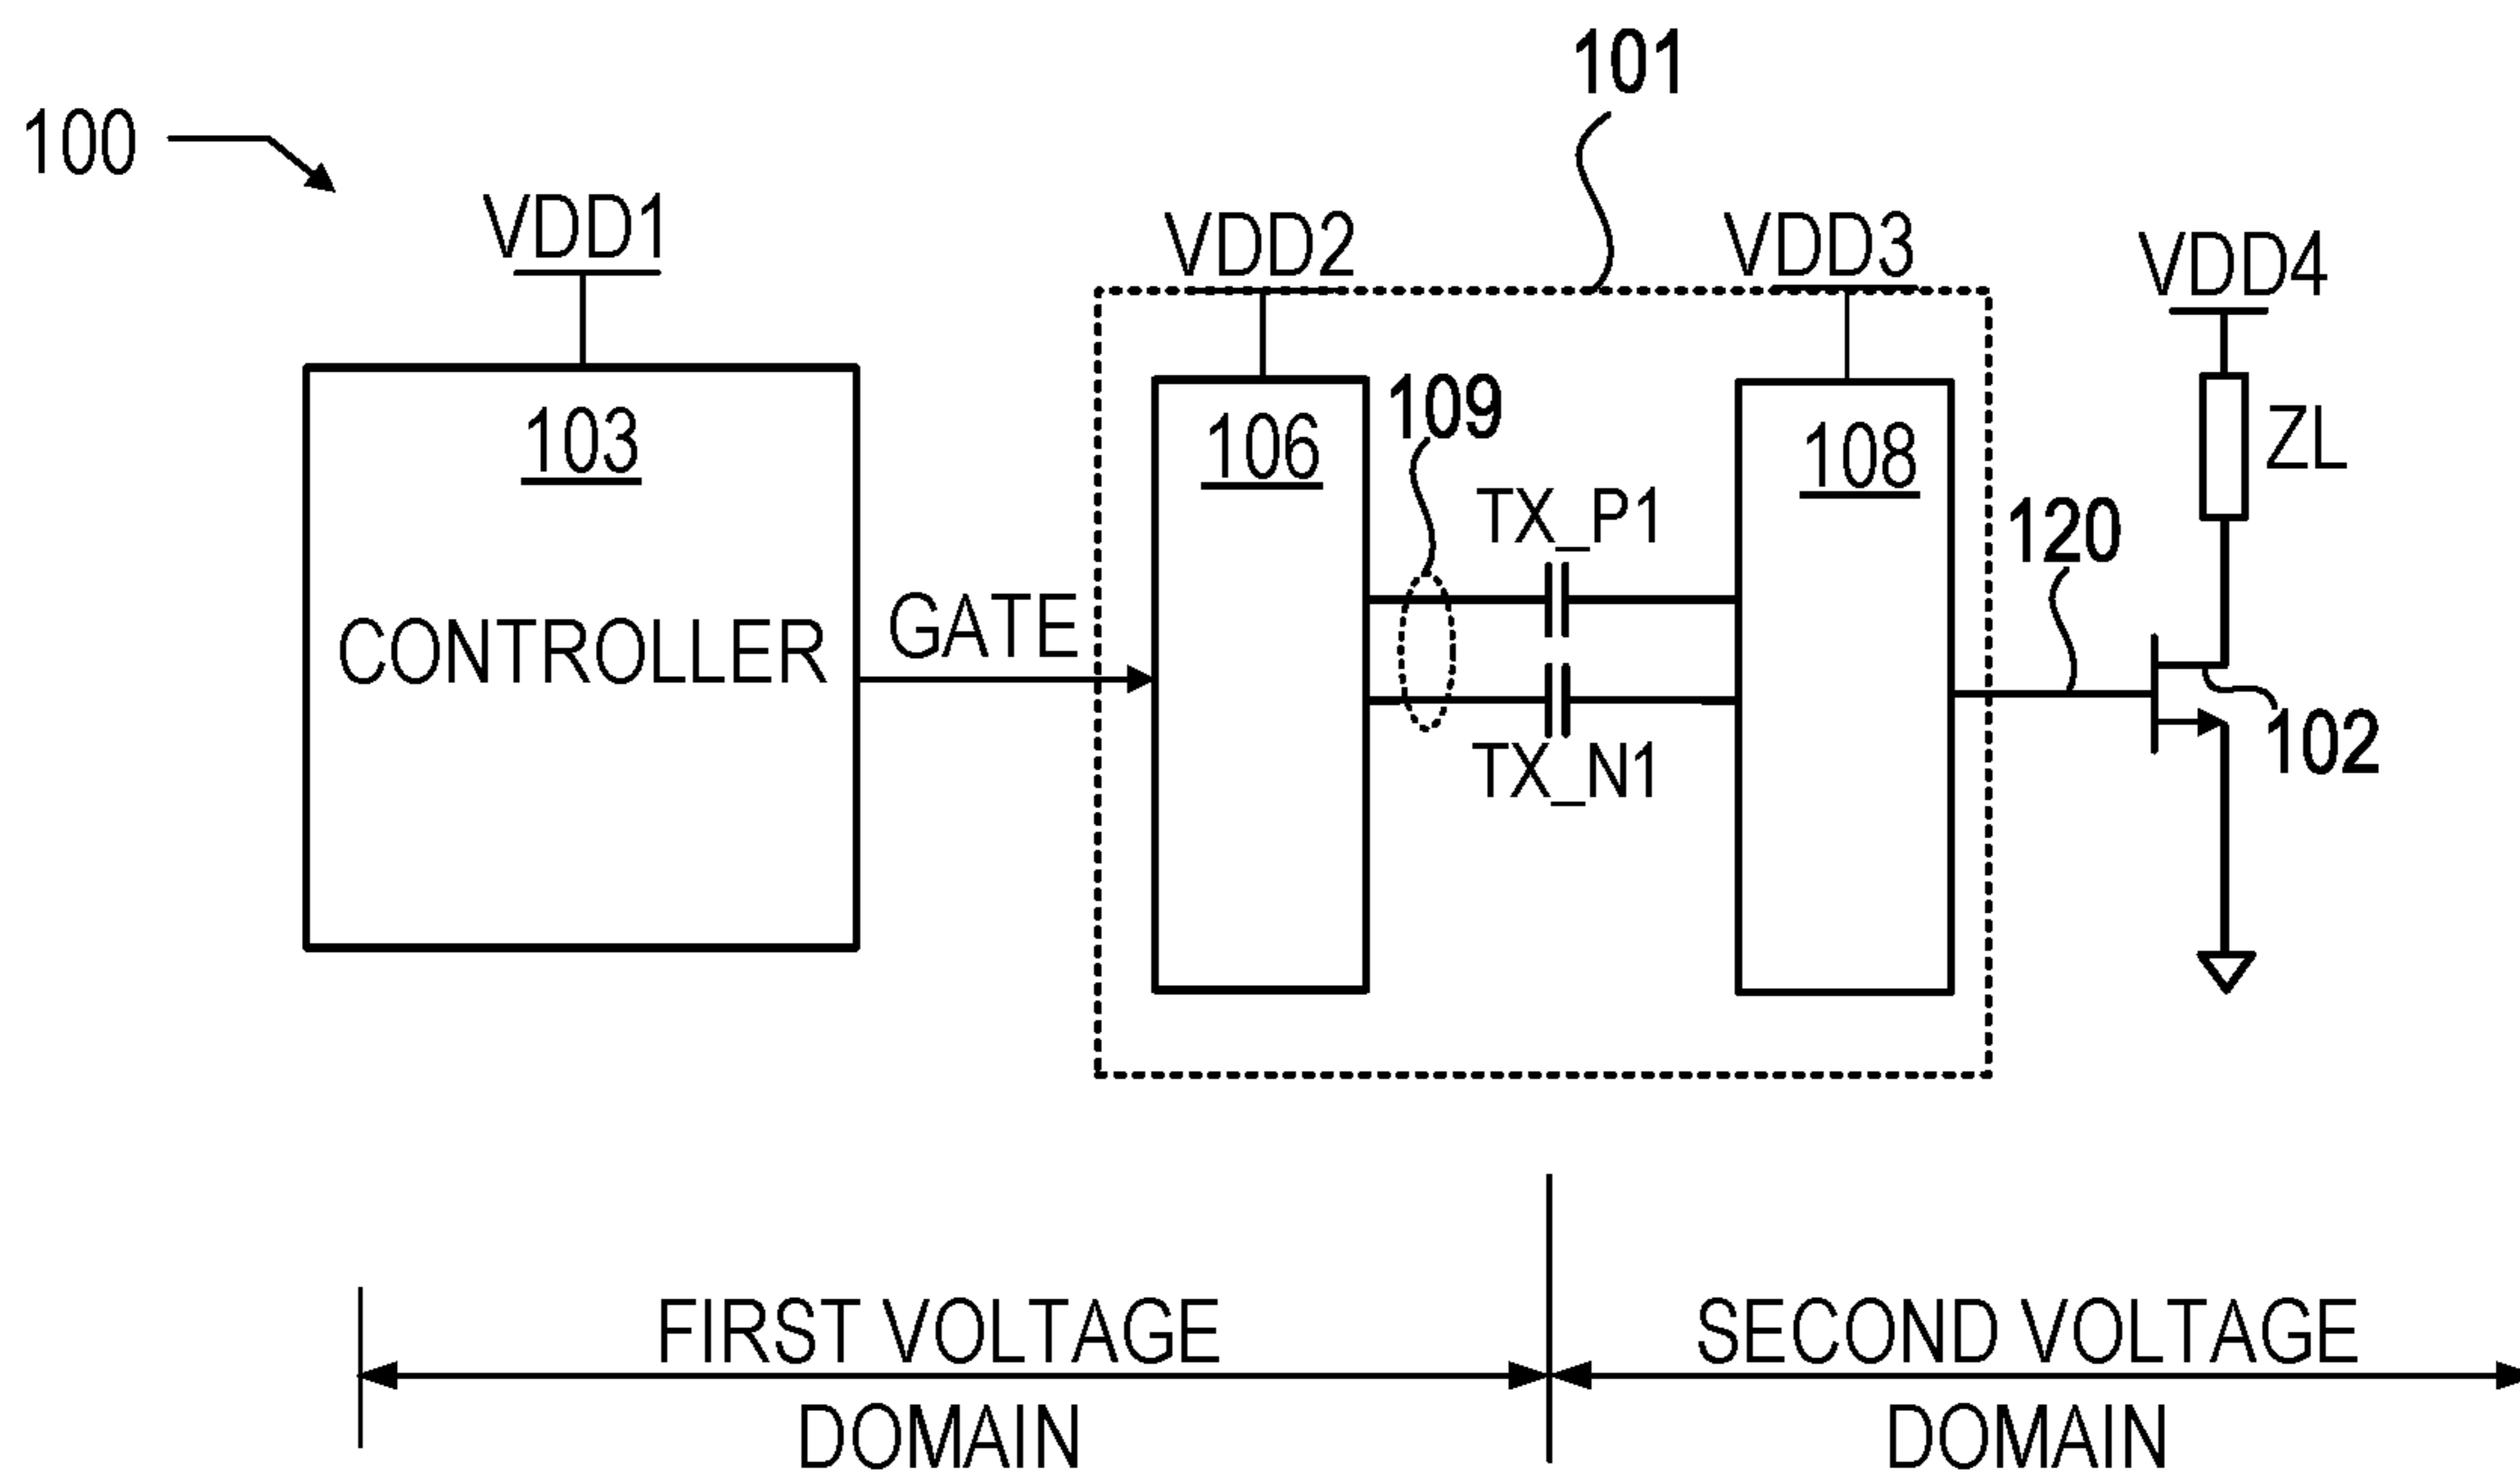 101
100
VDD1
VDD2
VDD3
VDD4
103
106
109
108
ZL
TX_P1
120
CONTROLLER
GATE
TX_N1
102
FIRST VOLTAGE
DOMAIN
SECOND VOLTAGE
DOMAIN